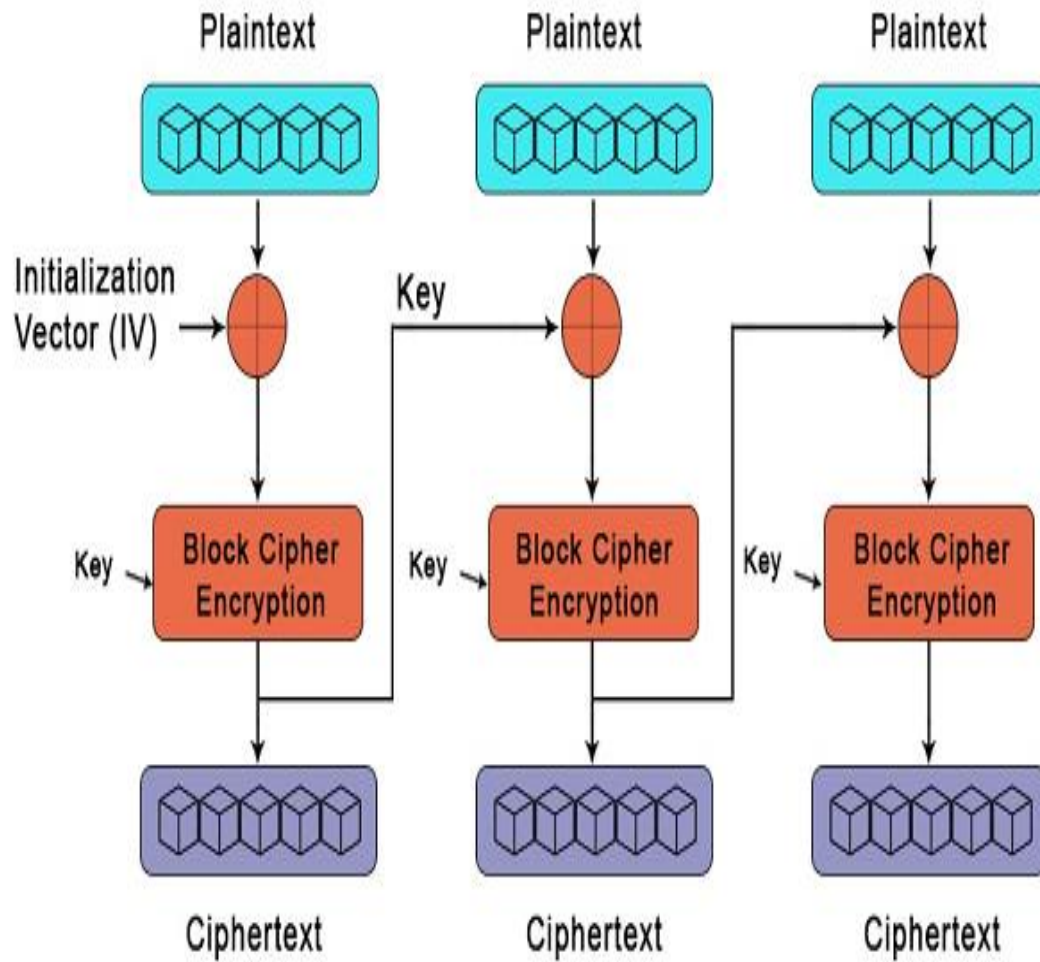 Plaintext
Plaintext
Plaintext
Initialization
Vector (IV)
Key
Key
Block Cipher
Encryption
Key
Block Cipher
Encryption
Key
Block Cipher
Encryption
Ciphertext
Ciphertext
Ciphertext